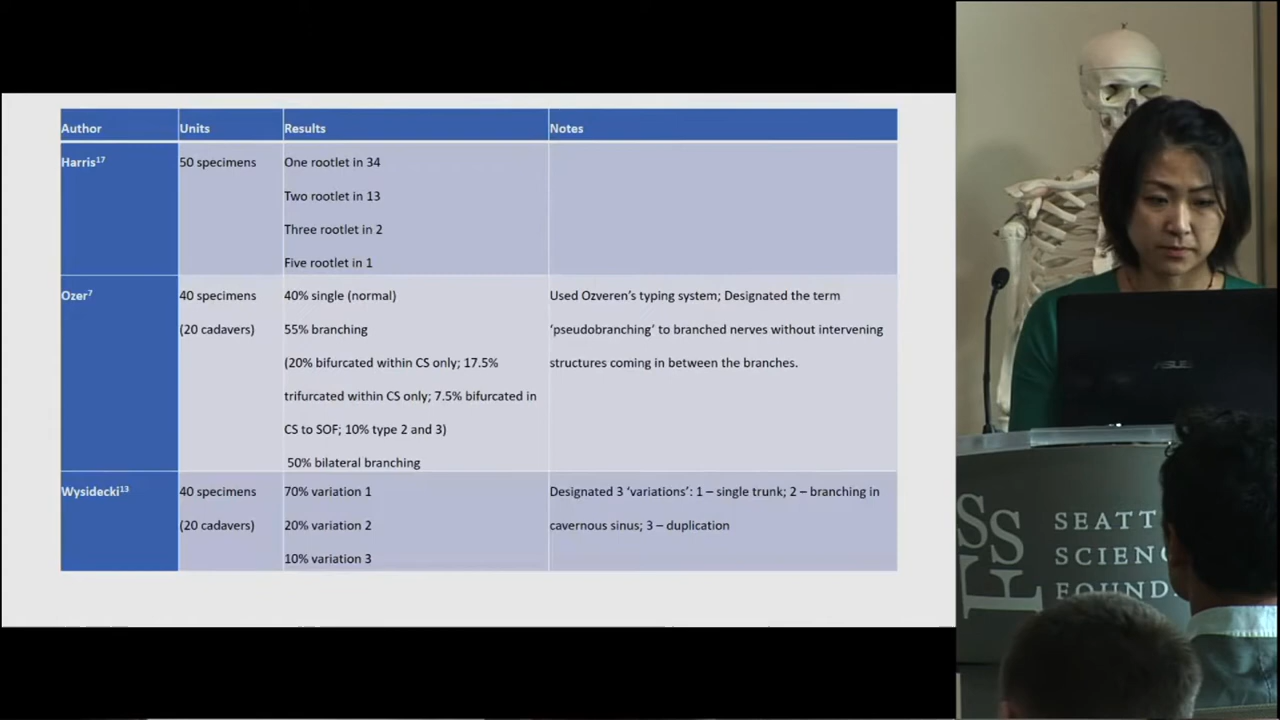 Author Units Results Notes
Harris17 50 specimens One rootlet in 34
Two rootlet in 13
Three rootlet in 2
Five rootlet in 1
Ozer7 40 specimens 40% single (normal) Used Ozveren’s typing system; Designated the term
(20 cadavers) 55% branching ‘pseudobranching’ to branched nerves without intervening
(20% bifurcated within CS only; 17.5% structures coming in between the branches.
trifurcated within CS only; 7.5% bifurcated in
CS to SOF; 10% type 2 and 3)
50% bilateral branching
Wysidecki13 40 specimens 70% variation 1 Designated 3 ‘variations’: 1 – single trunk; 2 – branching in
(20 cadavers) 20% variation 2 cavernous sinus; 3 – duplication
10% variation 3
ASUS
SSF
SEATT
SCIENC
FOUND